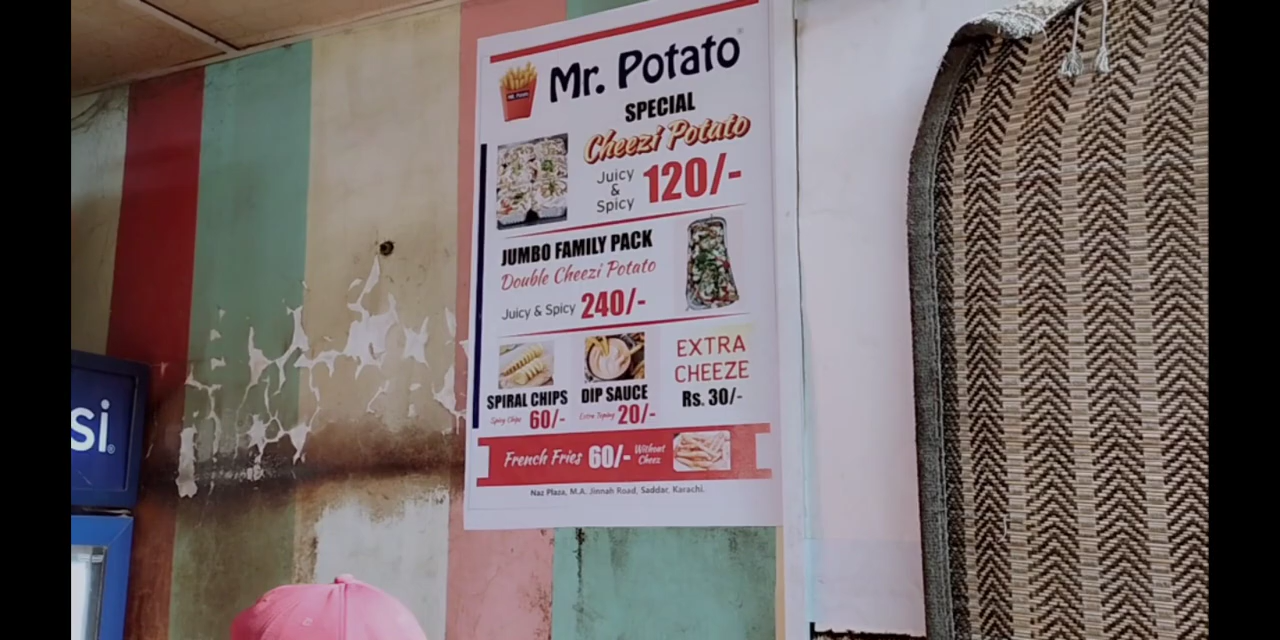 Mr. Potato
SPECIAL
Cheezi Potato
Juicy
&
Spicy
120/-
JUMBO FAMILY PACK
Double Cheezi Potato
Juicy & Spicy 240/-
SPIRAL CHIPS
Spicy Chips 60/-
DIP SAUCE
Extra Toping 20/-
EXTRA
CHEEZE
Rs. 30/-
French Fries 60/- Without
Cheez
Naz Plaza, M.A. Jinnah Road, Saddar, Karachi.
si